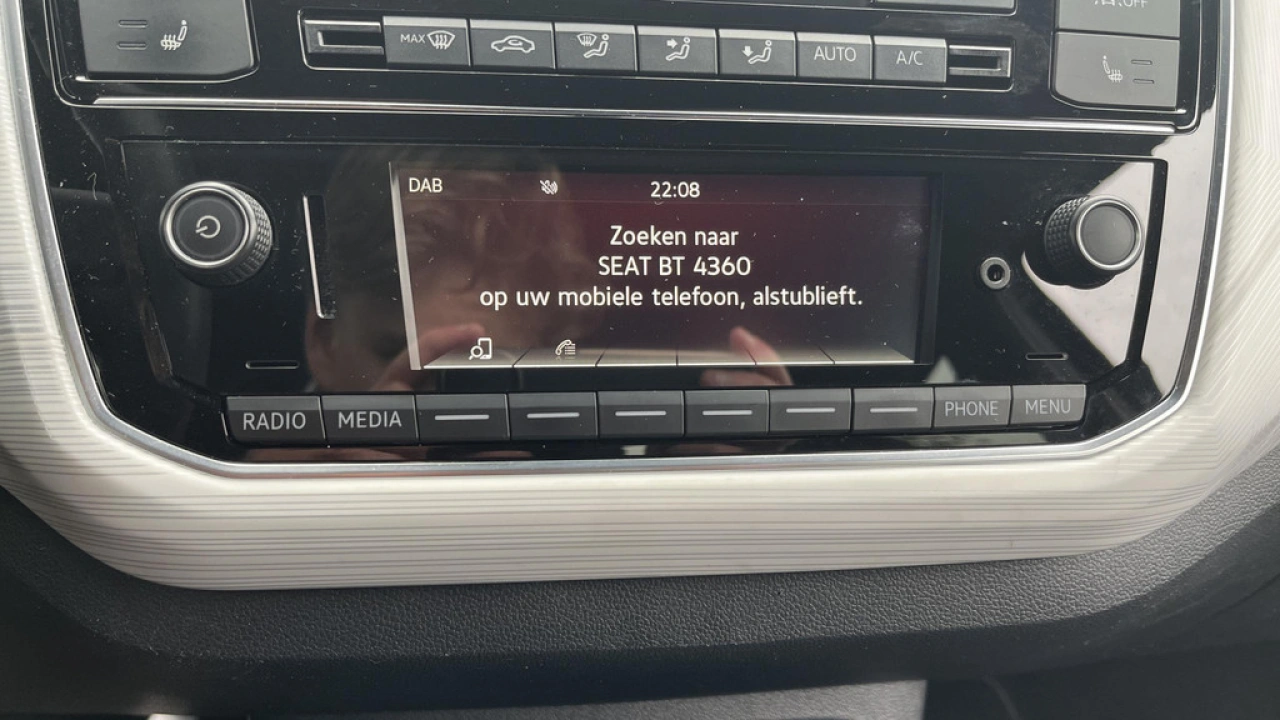 OFF
MAX
AUTO
A/C
DAB
22:08
Zoeken naar
SEAT BT 4360
op uw mobiele telefoon, alstublieft.
RADIO
MEDIA
PHONE
MENU